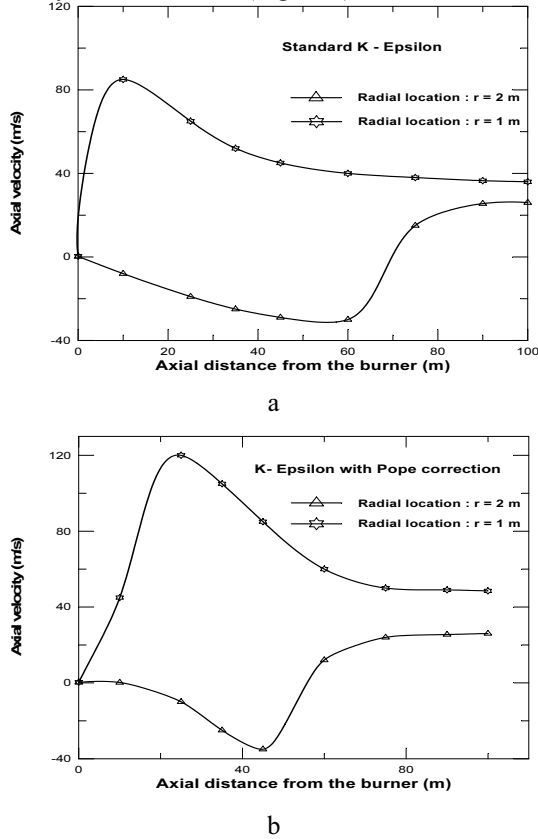 120
80
40
0
-40
Axial velocity (m/s)
Standard K - Epsilon
Radial location : r = 2 m
Radial location : r = 1 m
0 20 40 60 80 100
Axial distance from the burner (m)
a
120
80
40
0
-40
Axial velocity (m/s)
K- Epsilon with Pope correction
Radial location : r = 2 m
Radial location : r = 1 m
0 40 80
Axial distance from the burner (m)
b